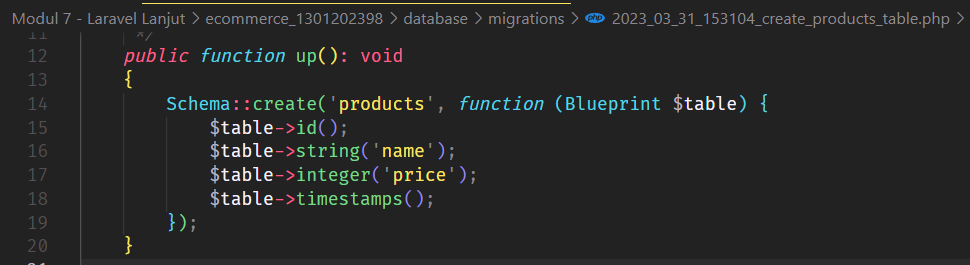 Modul 7 - Laravel Lanjut > ecommerce_1301202398 > database > migrations > php 2023_03_31_153104_create_products_table.php >
11 */
12 public function up(): void
13 {
14 Schema::create('products', function (Blueprint $table) {
15 $table->id();
16 $table->string('name');
17 $table->integer('price');
18 $table->timestamps();
19 });
20 }